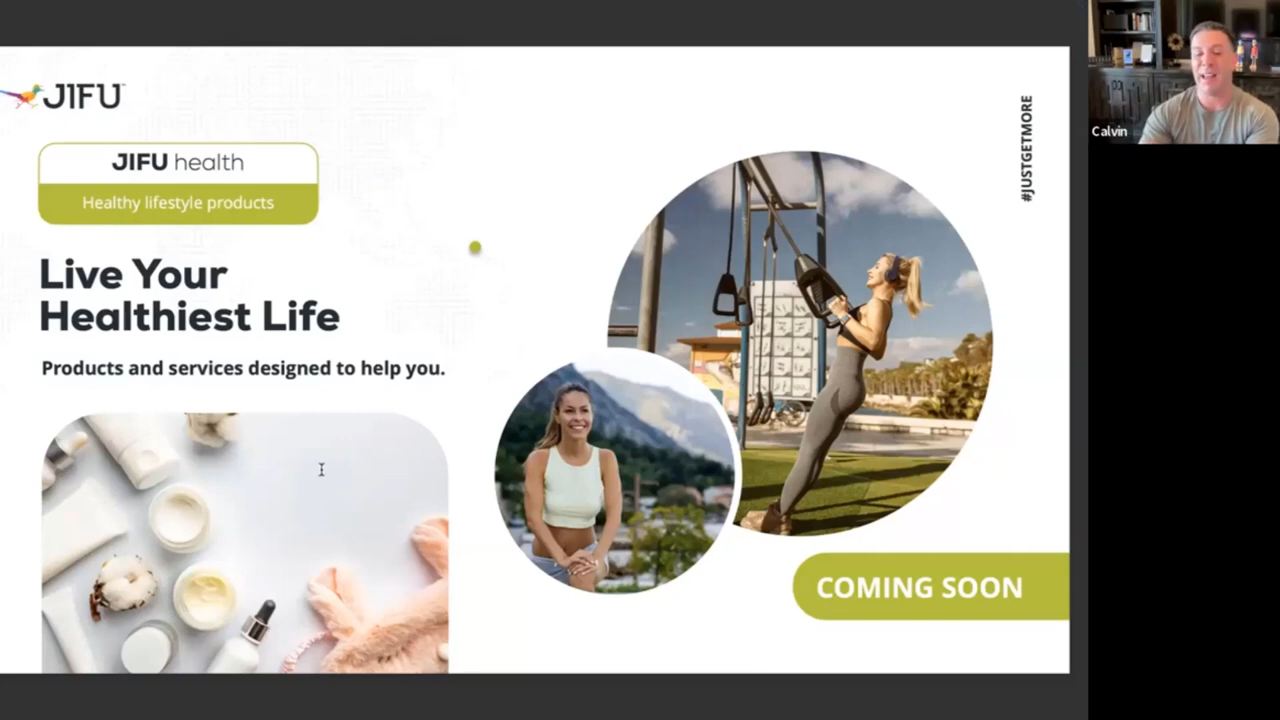 JIFU
JIFU health
Healthy lifestyle products
Live Your
Healthiest Life
Products and services designed to help you.
#JUSTGETMORE
COMING SOON
Calvin